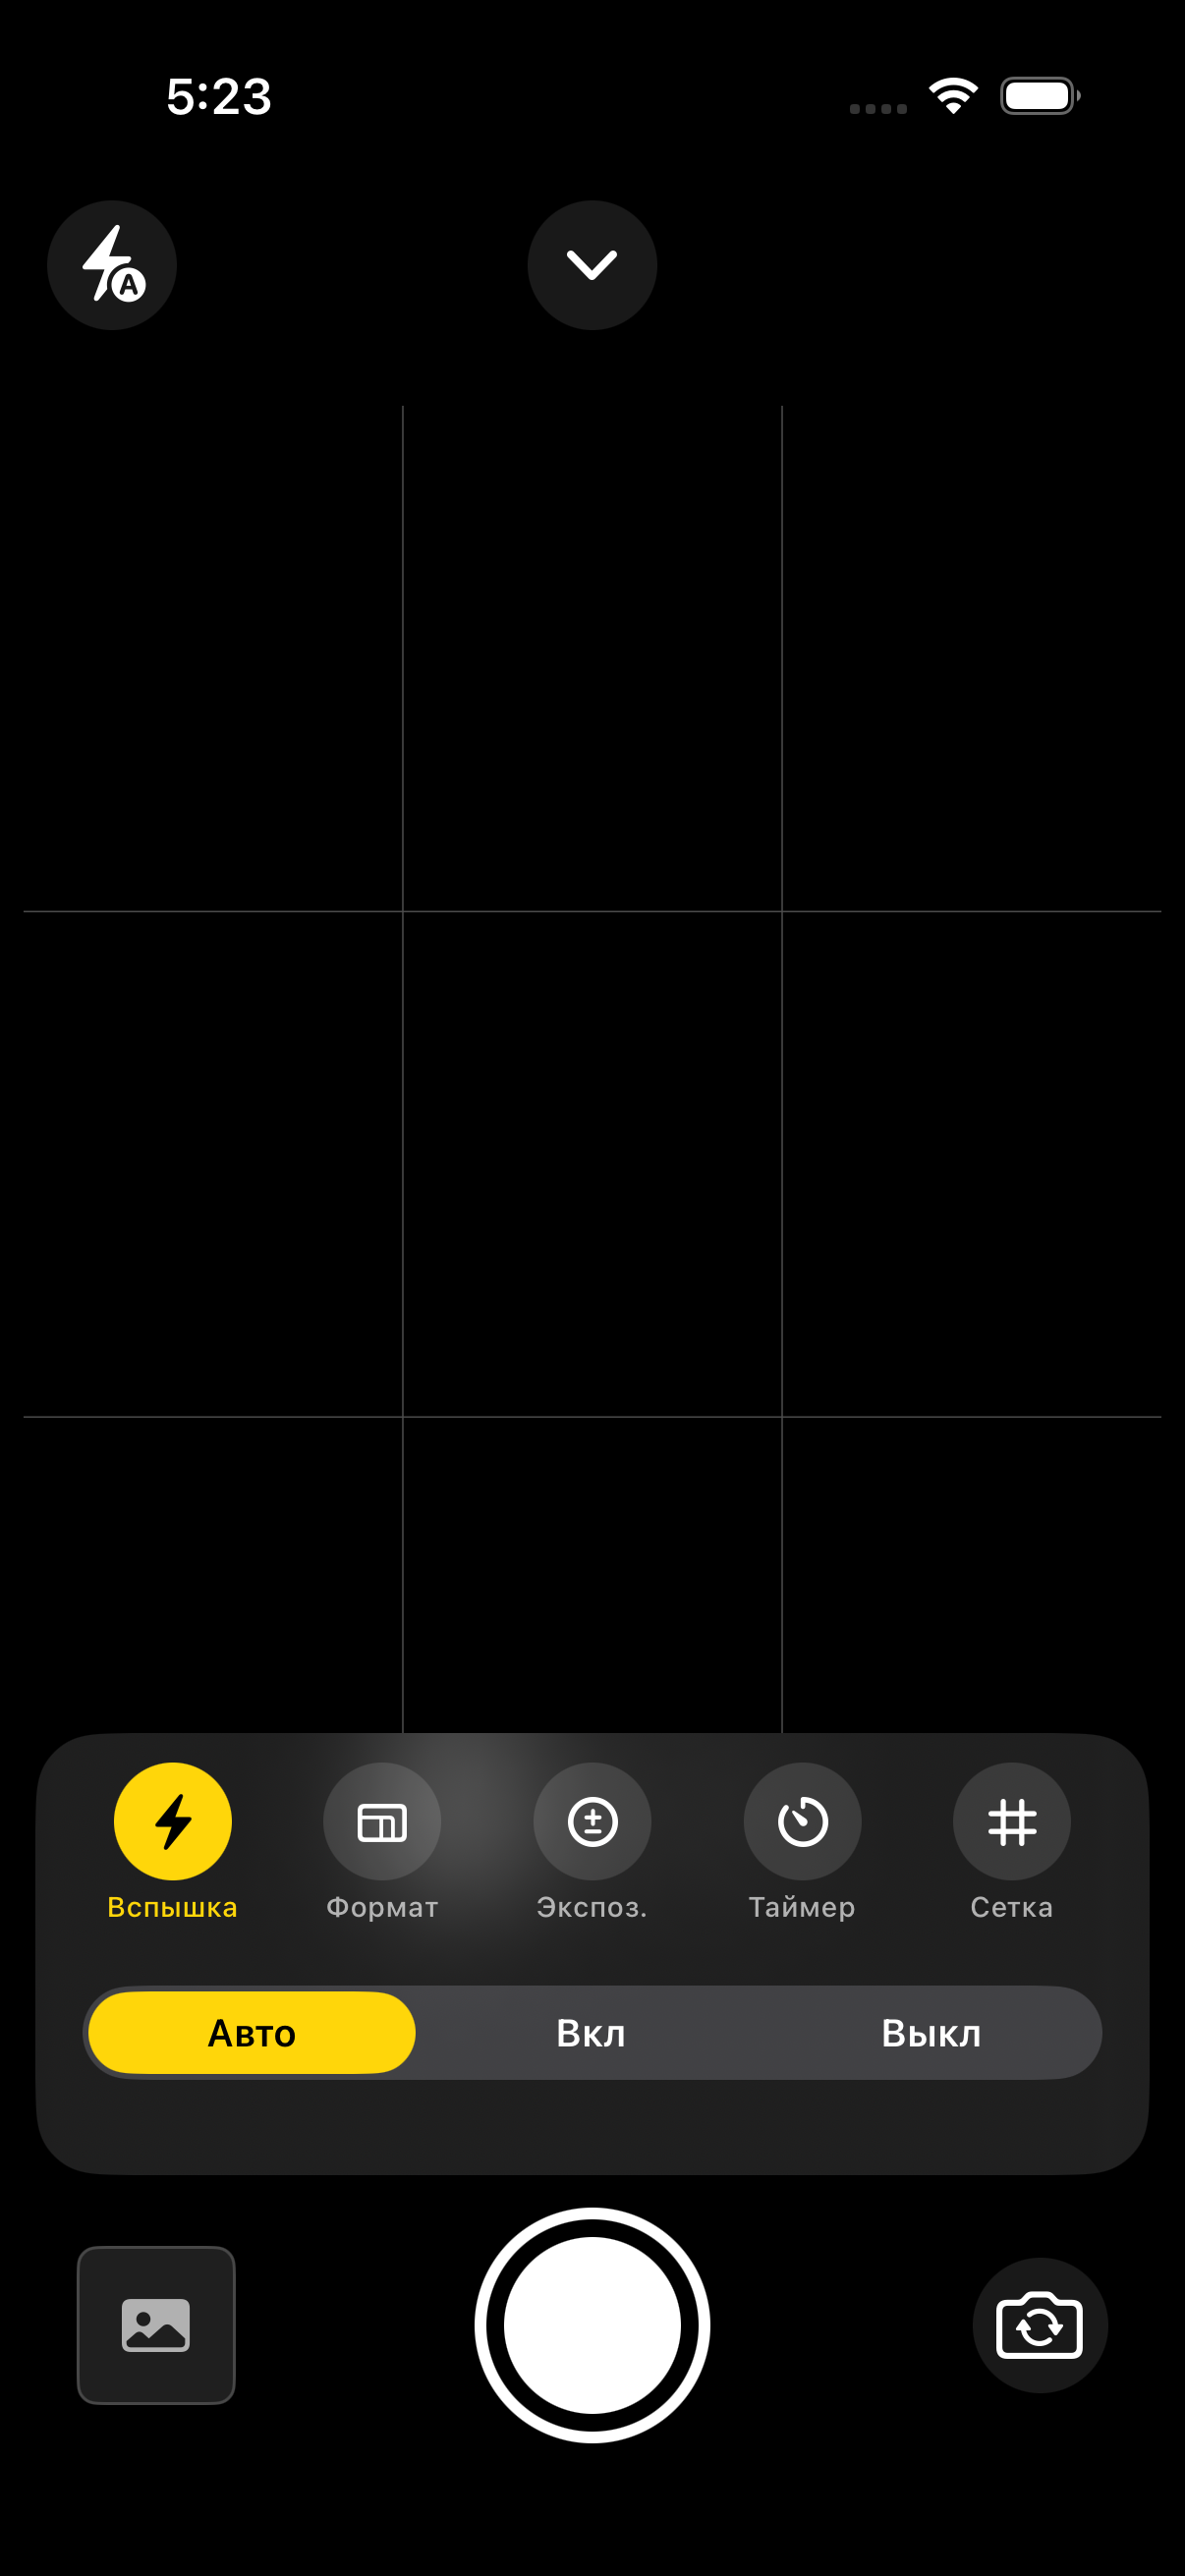 5:23
A
Вспышка
Формат
Экспоз.
Таймер
Сетка
Авто
Вкл
Выкл